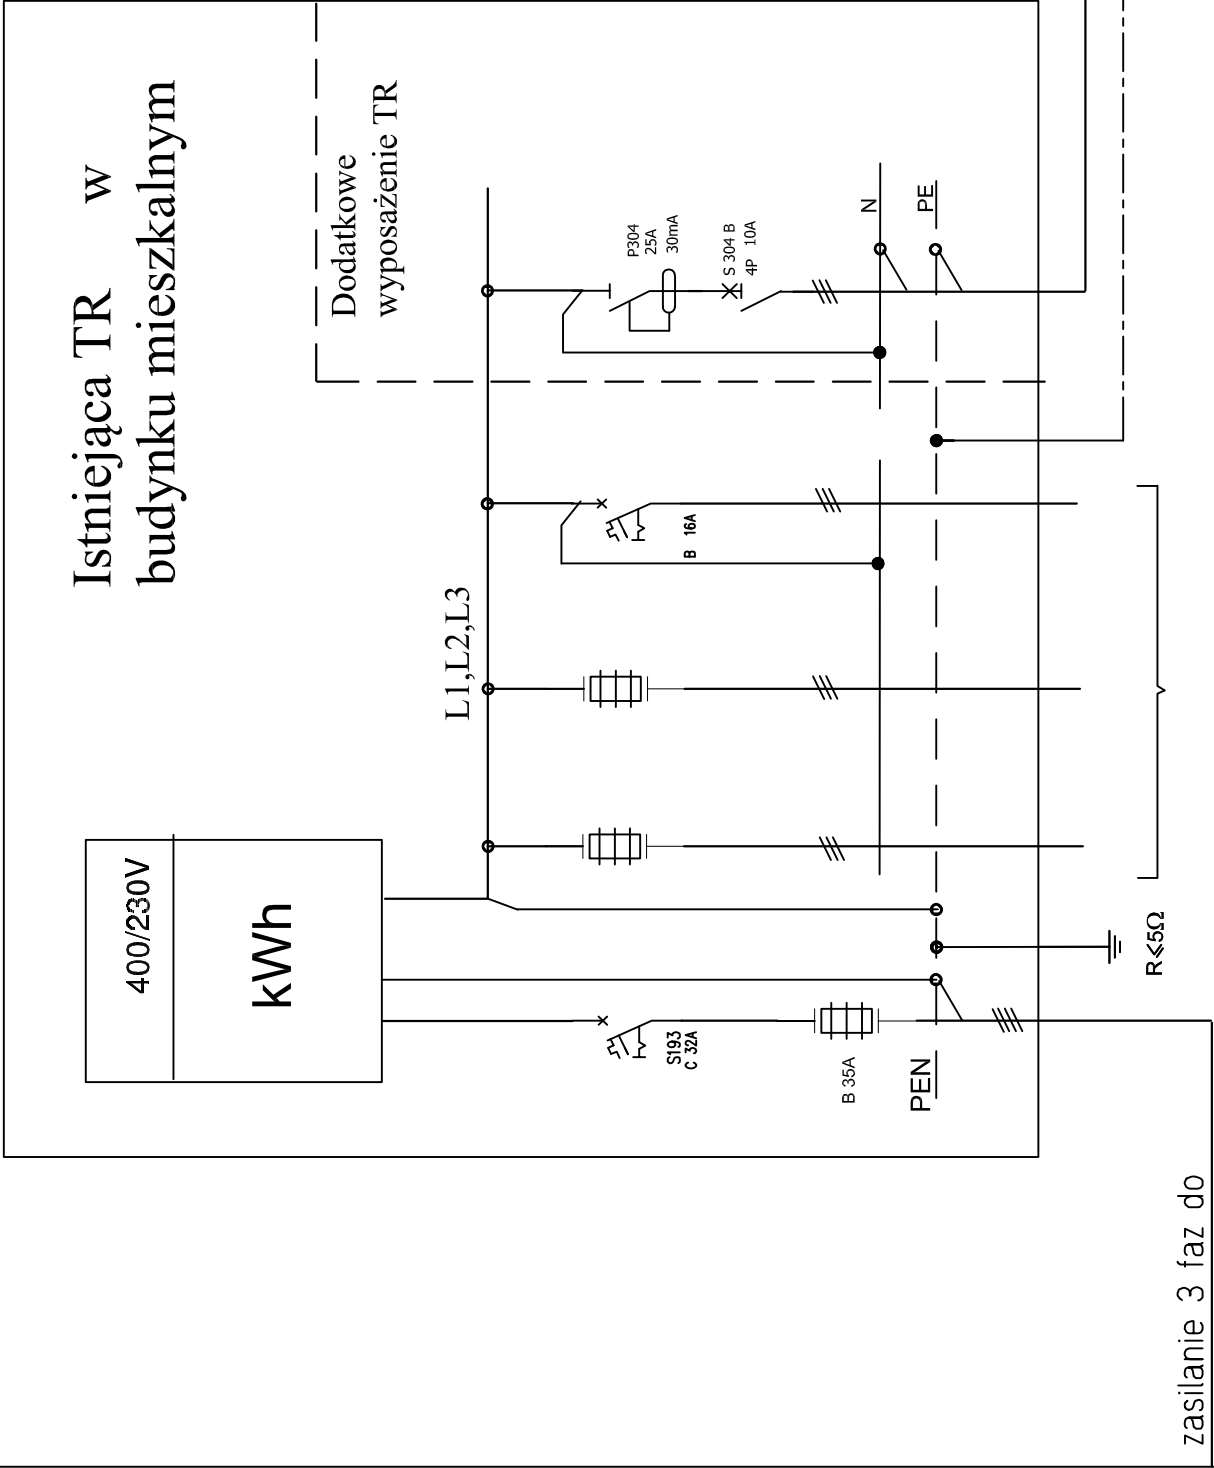 Istniejąca TR w
budynku mieszkalnym
Dodatkowe
wyposażenie TR
400/230V
kWh
L1,L2,L3
P304
25A
30mA
S 304 B
4P 10A
N
PE
B 16A
S193
C 32A
B 35A
PEN
R⩽5Ω
zasilanie 3 faz do